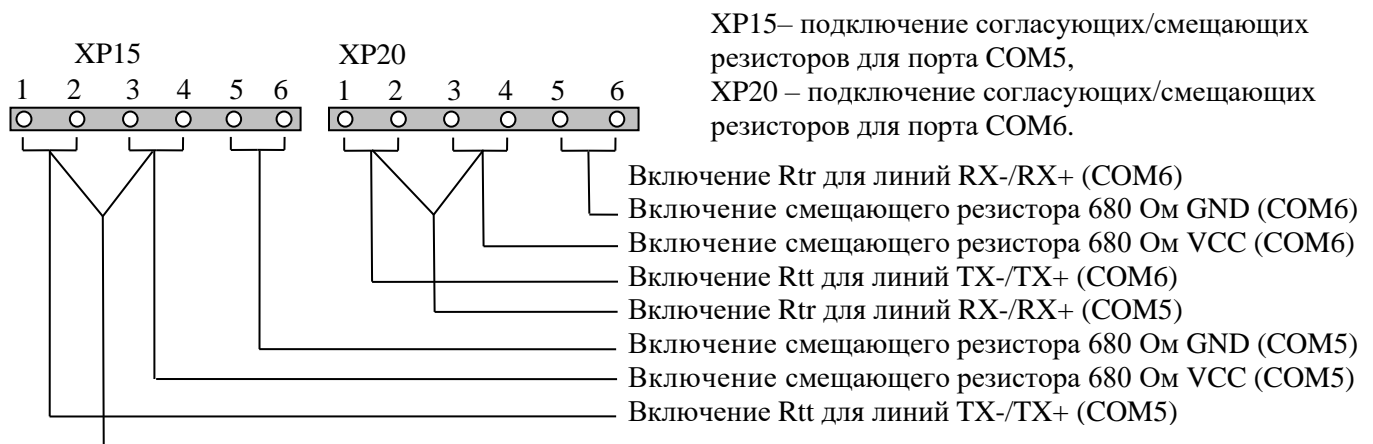 XP15– подключение согласующих/смещающих
резисторов для порта COM5,
XP20 – подключение согласующих/смещающих
резисторов для порта COM6.
XP15 XP20
1 2 3 4 5 6 1 2 3 4 5 6
Включение Rtr для линий RX-/RX+ (COM6)
Включение смещающего резистора 680 Ом GND (COM6)
Включение смещающего резистора 680 Ом VCC (COM6)
Включение Rtt для линий TX-/TX+ (COM6)
Включение Rtr для линий RX-/RX+ (COM5)
Включение смещающего резистора 680 Ом GND (COM5)
Включение смещающего резистора 680 Ом VCC (COM5)
Включение Rtt для линий TX-/TX+ (COM5)